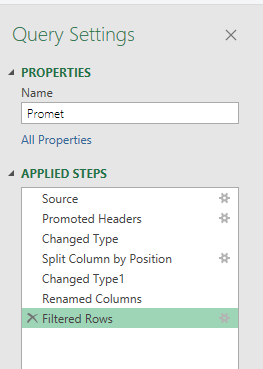 Query Settings
PROPERTIES
Name
Promet
All Properties
APPLIED STEPS
Source
Promoted Headers
Changed Type
Split Column by Position
Changed Type1
Renamed Columns
Filtered Rows